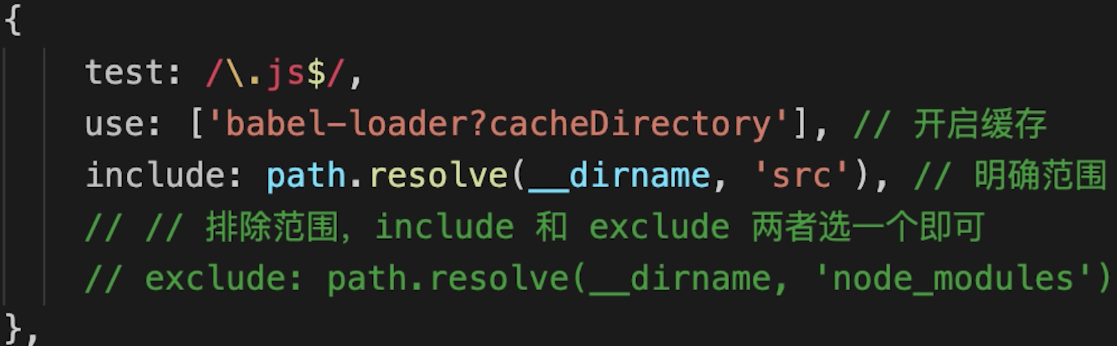 {
test: /\.js$/,
use: ['babel-loader?cacheDirectory'], // 开启缓存
include: path.resolve(__dirname, 'src'), // 明确范围
// // 排除范围，include 和 exclude 两者选一个即可
// exclude: path.resolve(__dirname, 'node_modules')
},